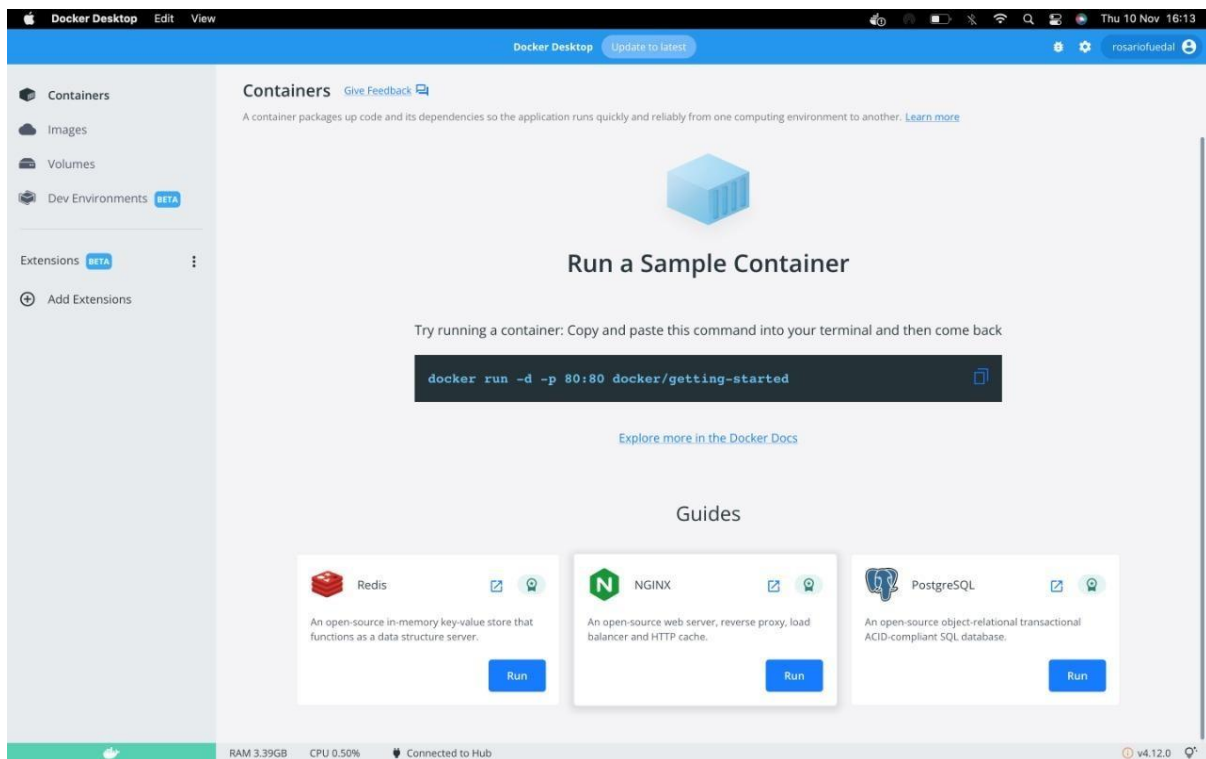 Docker Desktop Edit View Thu 10 Nov 16:13
Docker Desktop Update to latest rosariofuedal
Containers
Images
Volumes
Dev Environments BETA
Extensions BETA
Add Extensions
Containers Give Feedback
A container packages up code and its dependencies so the application runs quickly and reliably from one computing environment to another. Learn more
Run a Sample Container
Try running a container: Copy and paste this command into your terminal and then come back
docker run -d -p 80:80 docker/getting-started
Explore more in the Docker Docs
Guides
Redis
An open-source in-memory key-value store that
functions as a data structure server.
Run
NGINX
An open-source web server, reverse proxy, load
balancer and HTTP cache.
Run
PostgreSQL
An open-source object-relational transactional
ACID-compliant SQL database.
Run
RAM 3.39GB CPU 0.50% Connected to Hub v4.12.0